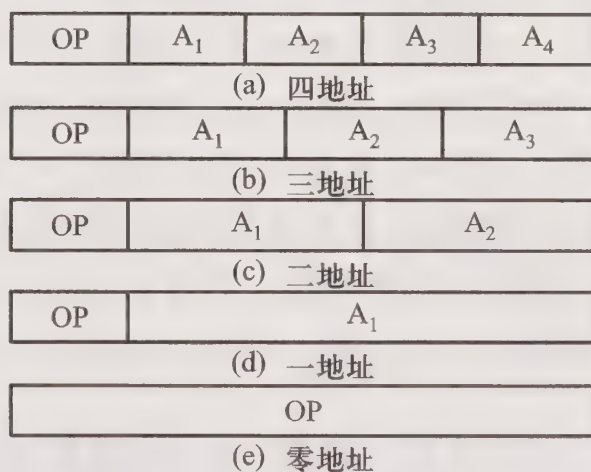 OP A₁ A₂ A₃ A₄
(a) 四地址
OP A₁ A₂ A₃
(b) 三地址
OP A₁ A₂
(c) 二地址
OP A₁
(d) 一地址
OP
(e) 零地址